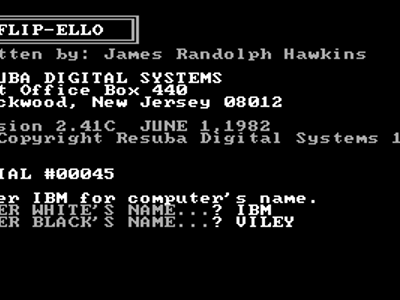 FLIP-ELLO
tten by: James Randolph Hawkins
UBA DIGITAL SYSTEMS
t Office Box 440
ckwood, New Jersey 08012
sion 2.41C JUNE 1,1982
Copyright Resuba Digital Systems 1
IAL #00045
er IBM for computer's name.
ER WHITE'S NAME...? IBM
ER BLACK'S NAME...? VILEY